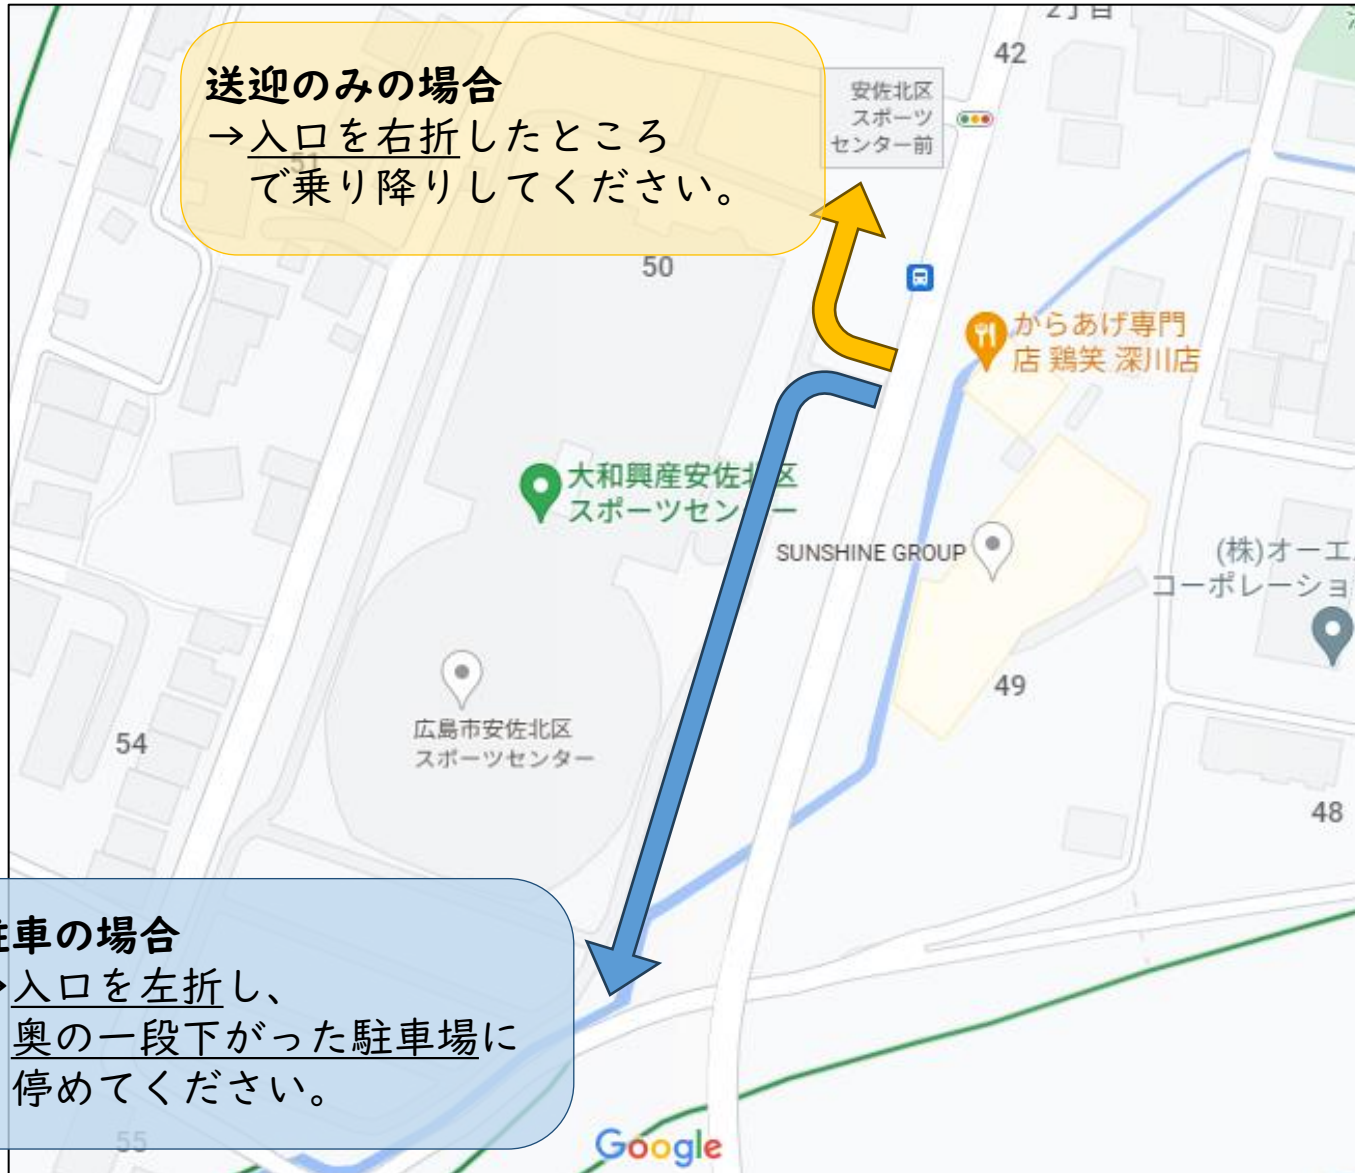 2丁目
42
送迎のみの場合
→入口を右折したところ
で乗り降りしてください。
51
安佐北区
スポーツ
センター前
50
からあげ専門
店 鶏笑 深川店
大和興産安佐北区
スポーツセンター
SUNSHINE GROUP
(株)オーエ
コーポレーショ
49
広島市安佐北区
スポーツセンター
54
48
車の場合
入口を左折し、
奥の一段下がった駐車場に
停めてください。
55
Google